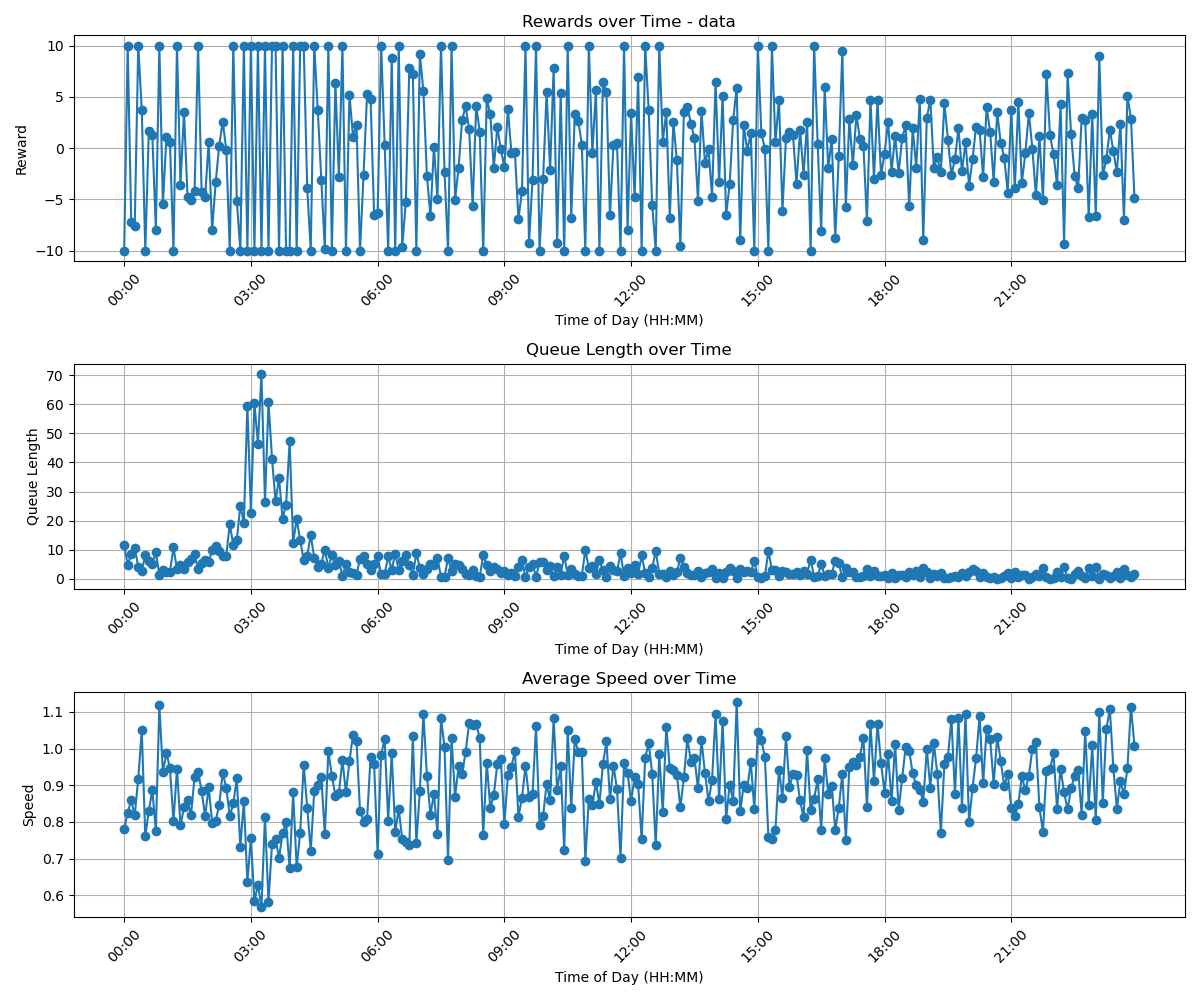 Rewards over Time - data
10
5
0
−5
−10
Reward
00:00 03:00 06:00 09:00 12:00 15:00 18:00 21:00
Time of Day (HH:MM)
Queue Length over Time
70
60
50
40
30
20
10
0
Queue Length
00:00 03:00 06:00 09:00 12:00 15:00 18:00 21:00
Time of Day (HH:MM)
Average Speed over Time
1.1
1.0
0.9
0.8
0.7
0.6
Speed
00:00 03:00 06:00 09:00 12:00 15:00 18:00 21:00
Time of Day (HH:MM)